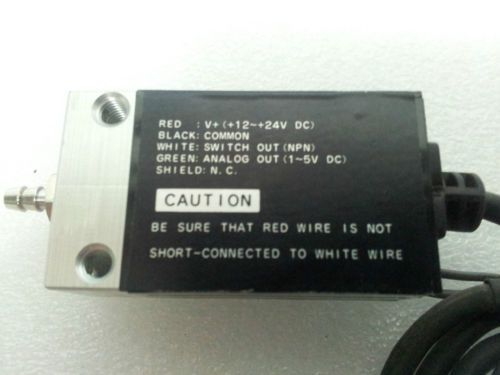 RED : V+(+12~+24V DC)
BLACK: COMMON
WHITE: SWITCH OUT(NPN)
GREEN: ANALOG OUT(1~5V DC)
SHIELD: N.C.
CAUTION
BE SURE THAT RED WIRE IS NOT
SHORT-CONNECTED TO WHITE WIRE